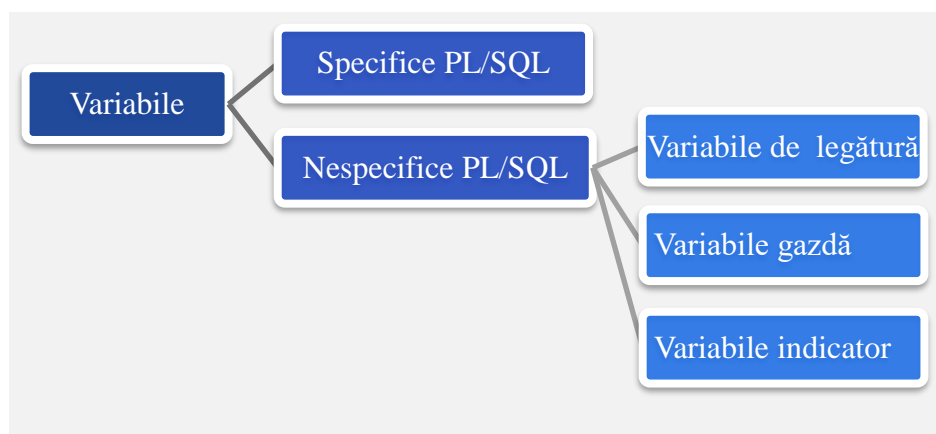 Variabile
Specifice PL/SQL
Nespecifice PL/SQL
Variabile de legătură
Variabile gazdă
Variabile indicator